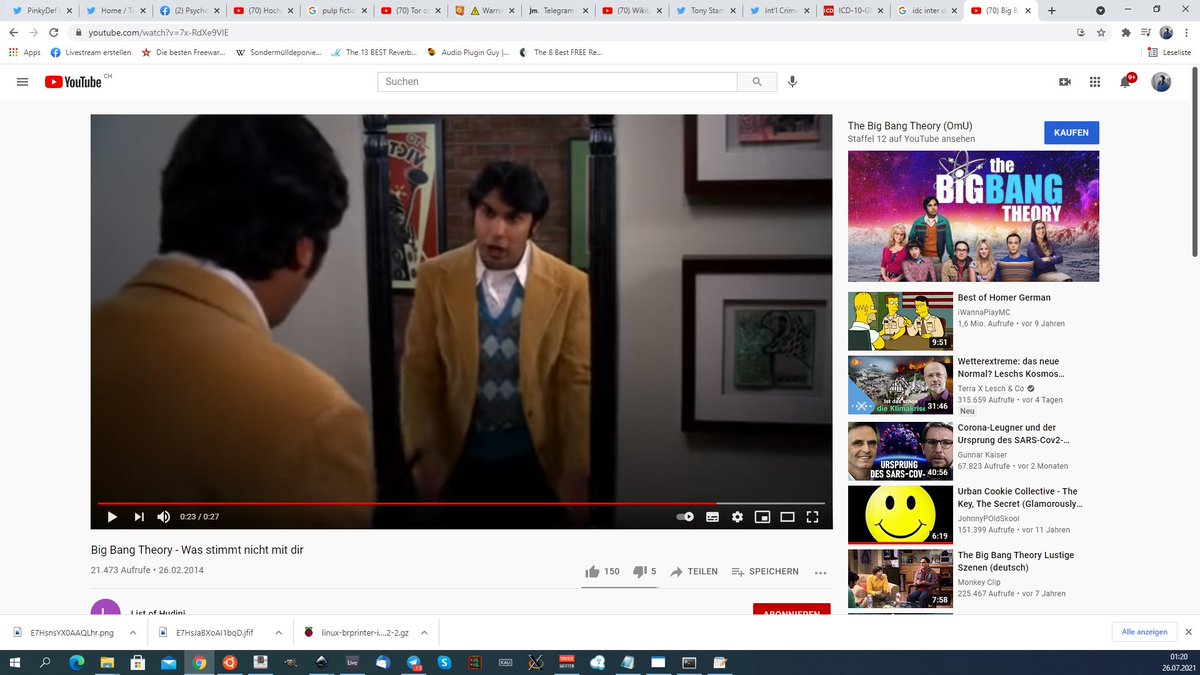 PinkyDef
Home / Tw
(2) Psycho
(70) Hoch
pulp fictio
(70) Tor o
Warnin
(70) WikiL
Telegram
Tony Stam
Int'l Crimi
ICD-10-G
idc inter d
(70) Big B
youtube.com/watch?v=7x-RdXe9VIE
Apps
Livestream erstellen
Die besten Freewar...
Sondermülldeponie...
The 13 BEST Reverb...
Audio Plugin Guy |...
The 8 Best FREE Re...
Leseliste
YouTube CH
Suchen
9+
The Big Bang Theory (OmU)
Staffel 12 auf YouTube ansehen
KAUFEN
the
BIG BANG
THEORY
Best of Homer German
iWannaPlayMC
1,6 Mio. Aufrufe • vor 9 Jahren
9:51
Wetterextreme: das neue
Normal? Leschs Kosmos...
Terra X Lesch & Co
315.659 Aufrufe • vor 4 Tagen
Neu
Ist das schon
die Klimakrise
31:46
Corona-Leugner und der
Ursprung des SARS-Cov2-...
Gunnar Kaiser
67.823 Aufrufe • vor 2 Monaten
URSPRUNG
DES SARS-COV-
40:56
Urban Cookie Collective - The
Key, The Secret (Glamorously...
JohnnyPOldSkool
151.399 Aufrufe • vor 11 Jahren
6:19
The Big Bang Theory Lustige
Szenen (deutsch)
Monkey Clip
225.467 Aufrufe • vor 7 Jahren
7:58
0:23 / 0:27
Big Bang Theory - Was stimmt nicht mit dir
21.473 Aufrufe • 26.02.2014
150
5
TEILEN
SPEICHERN
L
List of Hudini
ABONNIEREN
E7HsnsYX0AAQLhr.png
E7HsJaBXoAI1bqD.jfif
linux-brprinter-i....2-2.gz
Alle anzeigen
Live
01:20
26.07.2021